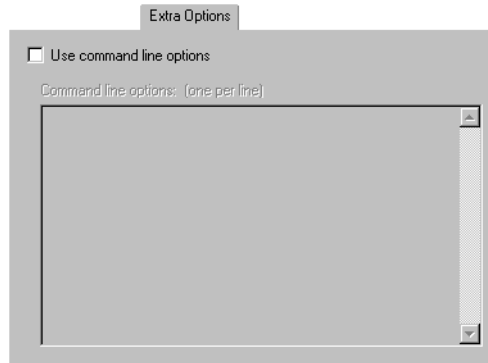 Extra Options
Use command line options
Command line options: (one per line)